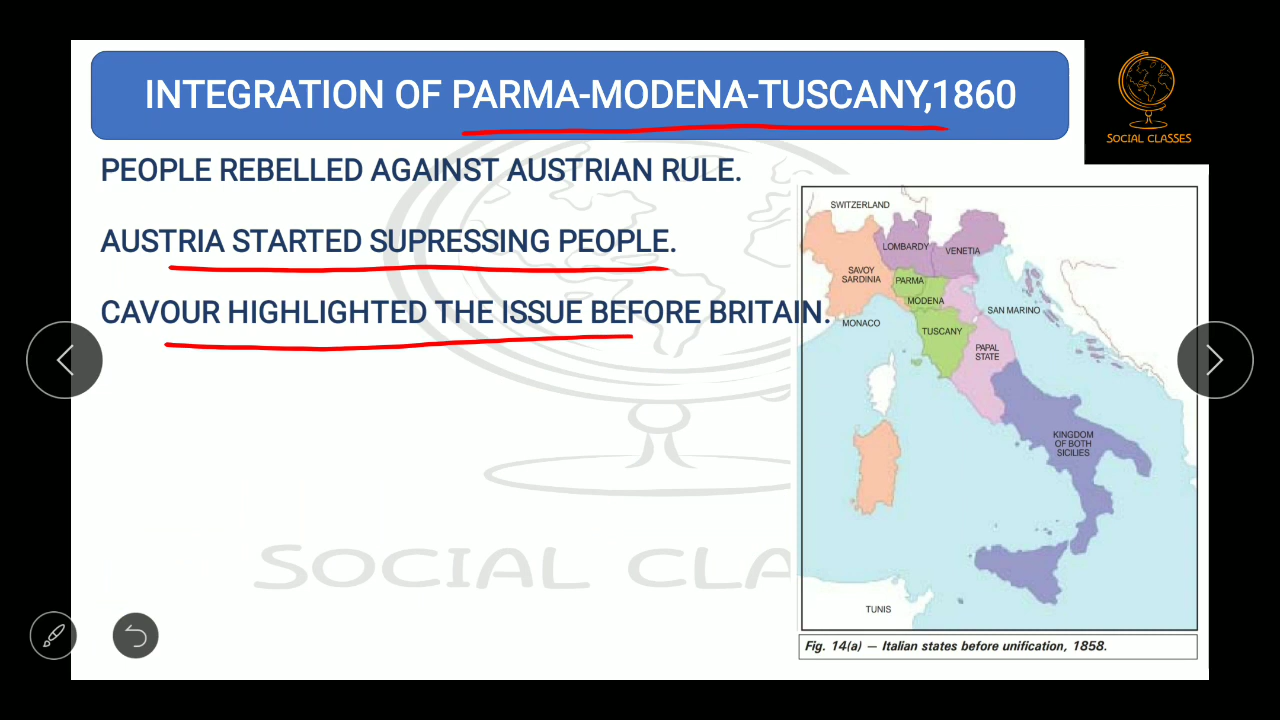 INTEGRATION OF PARMA-MODENA-TUSCANY,1860
SOCIAL CLASSES
PEOPLE REBELLED AGAINST AUSTRIAN RULE.
AUSTRIA STARTED SUPRESSING PEOPLE.
CAVOUR HIGHLIGHTED THE ISSUE BEFORE BRITAIN.
SWITZERLAND
LOMBARDY
VENETIA
SAVOY
SARDINIA
PARMA
MODENA
SAN MARINO
MONACO
TUSCANY
PAPAL
STATE
KINGDOM
OF BOTH
SICILIES
TUNIS
Fig. 14(a) — Italian states before unification, 1858.
SOCIAL CLA